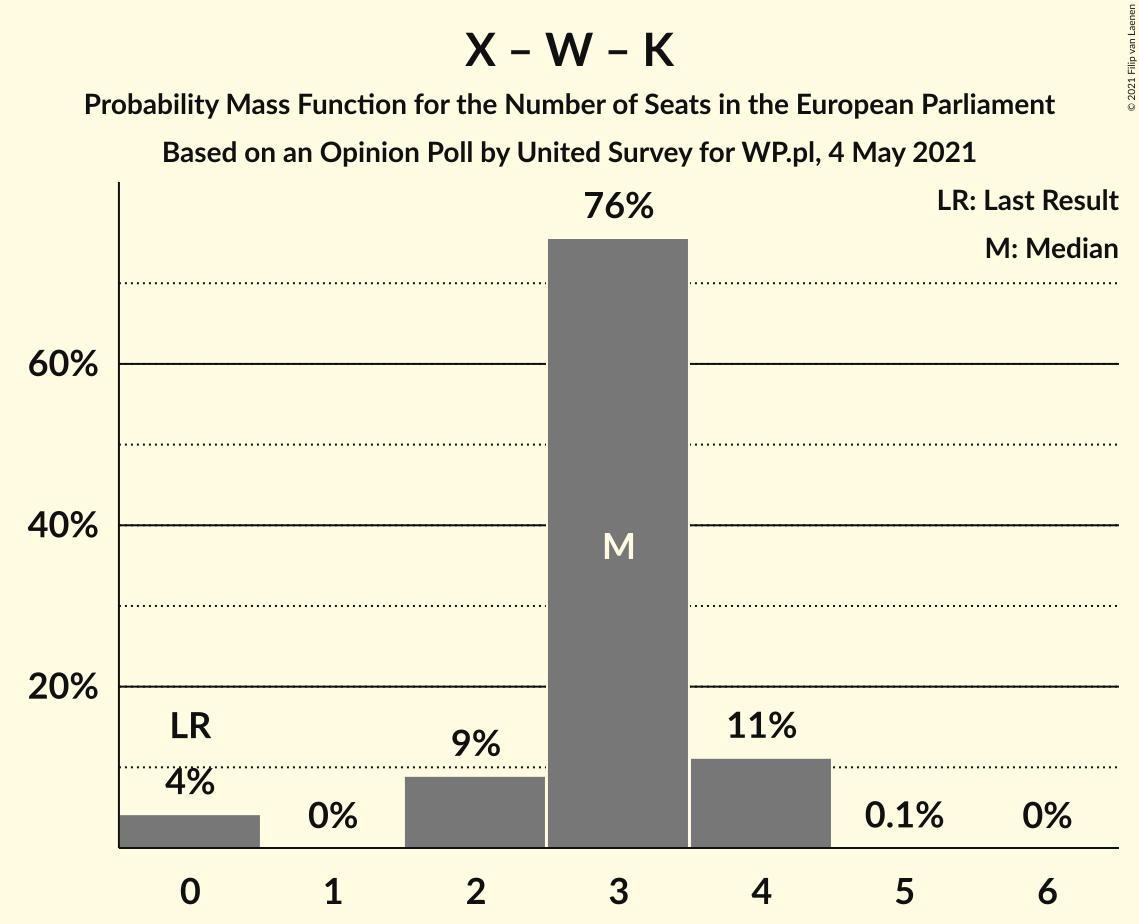 X – W – K
Probability Mass Function for the Number of Seats in the European Parliament
Based on an Opinion Poll by United Survey for WP.pl, 4 May 2021
© 2021 Filip van Laenen
LR: Last Result
M: Median
76%
60%
40%
M
20%
LR
4%
0%
9%
11%
0.1%
0%
0 1 2 3 4 5 6